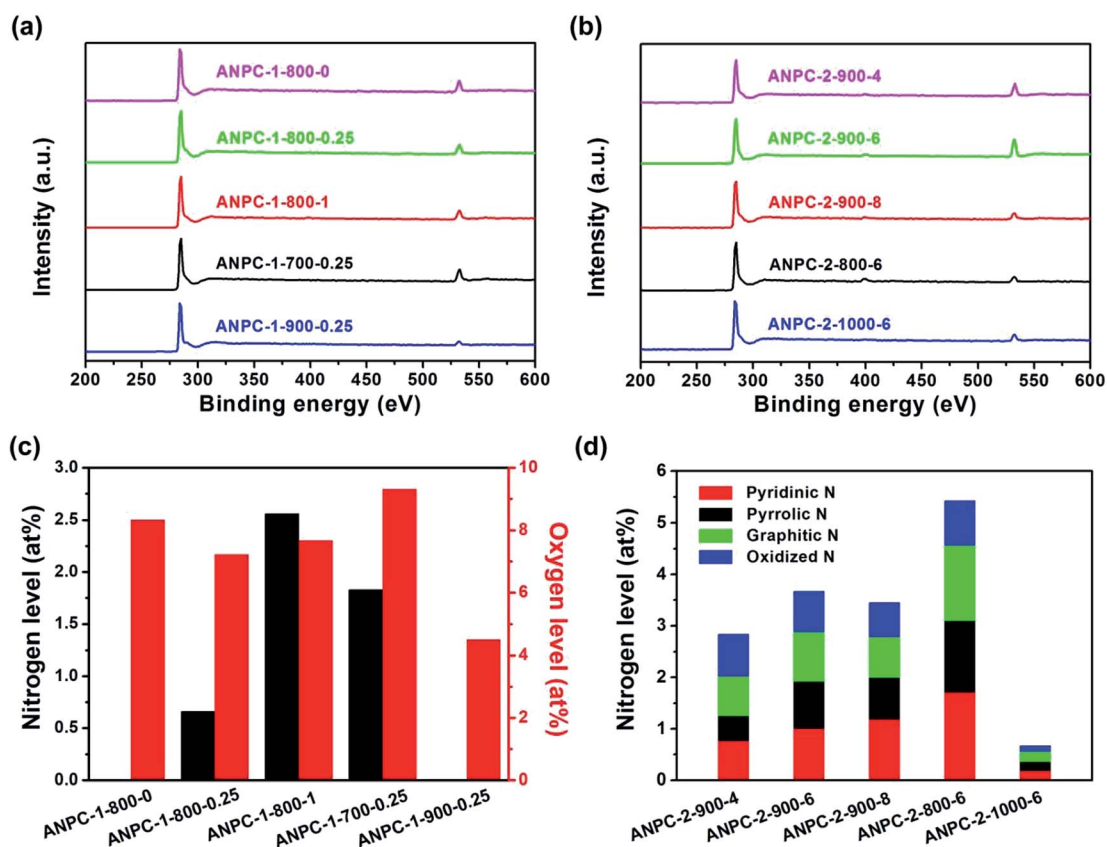 (a)
Intensity (a.u.)
ANPC-1-800-0
ANPC-1-800-0.25
ANPC-1-800-1
ANPC-1-700-0.25
ANPC-1-900-0.25
200 250 300 350 400 450 500 550 600
Binding energy (eV)
(b)
Intensity (a.u.)
ANPC-2-900-4
ANPC-2-900-6
ANPC-2-900-8
ANPC-2-800-6
ANPC-2-1000-6
200 250 300 350 400 450 500 550 600
Binding energy (eV)
(c)
Nitrogen level (at%)
3.0
2.5
2.0
1.5
1.0
0.5
0.0
10
8
6
4
2
0
Oxygen level (at%)
ANPC-1-800-0
ANPC-1-800-0.25
ANPC-1-800-1
ANPC-1-700-0.25
ANPC-1-900-0.25
(d)
Nitrogen level (at%)
6
5
4
3
2
1
0
Pyridinic N
Pyrrolic N
Graphitic N
Oxidized N
ANPC-2-900-4
ANPC-2-900-6
ANPC-2-900-8
ANPC-2-800-6
ANPC-2-1000-6